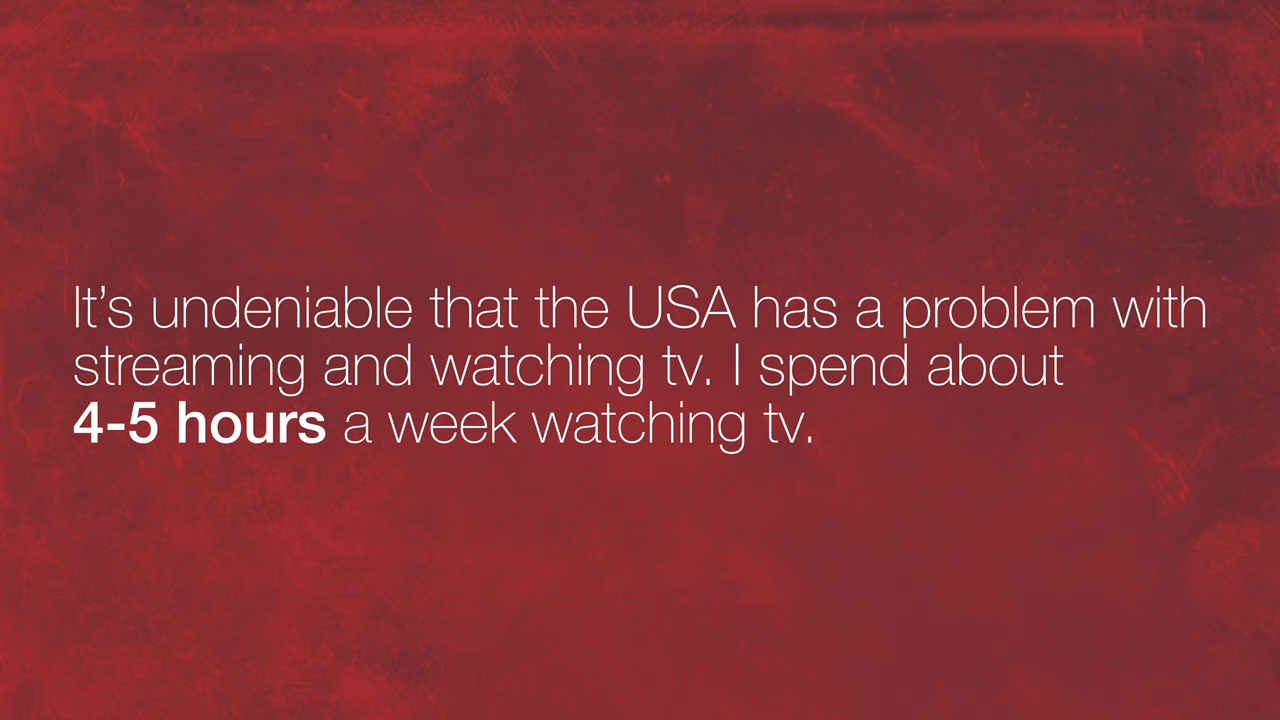 It’s undeniable that the USA has a problem with
streaming and watching tv. I spend about
4-5 hours a week watching tv.